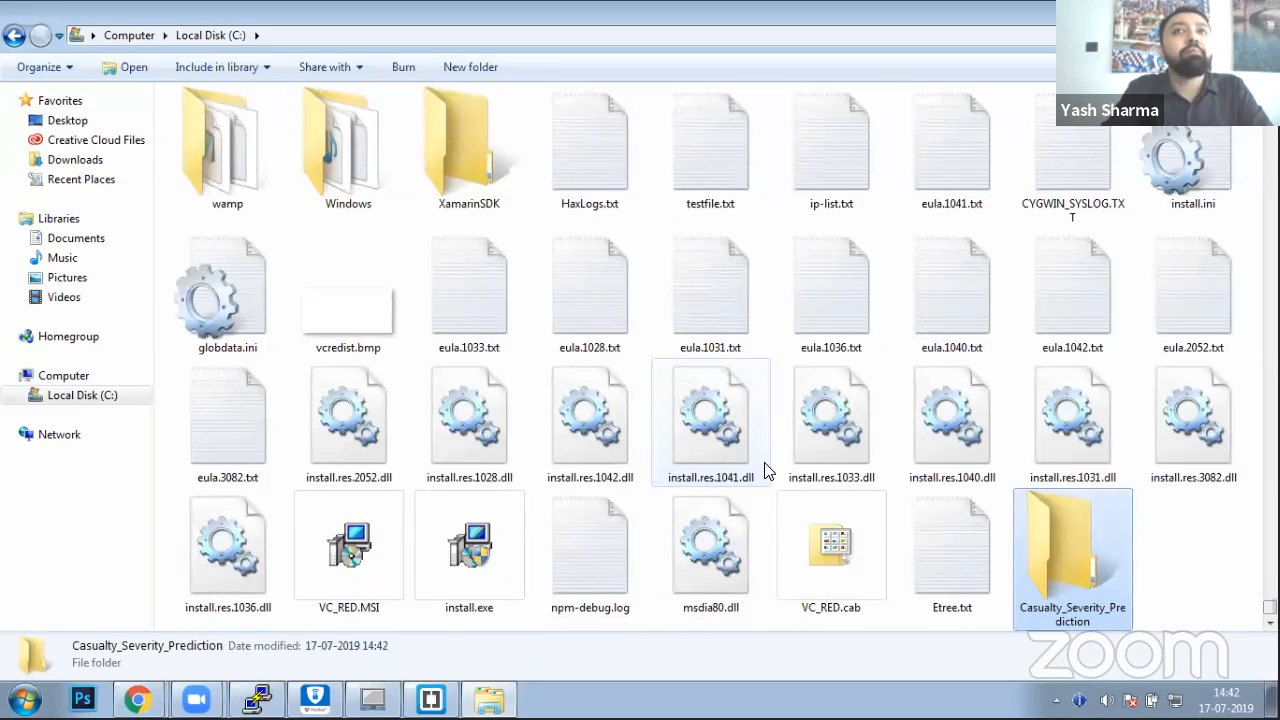 Computer
Local Disk (C:)
Organize
Open
Include in library
Share with
Burn
New folder
Yash Sharma
Favorites
Desktop
Creative Cloud Files
Downloads
Recent Places
Libraries
Documents
Music
Pictures
Videos
Homegroup
Computer
Local Disk (C:)
Network
wamp
Windows
XamarinSDK
HaxLogs.txt
testfile.txt
ip-list.txt
eula.1041.txt
CYGWIN_SYSLOG.TX
T
install.ini
globdata.ini
vcredist.bmp
eula.1033.txt
eula.1028.txt
eula.1031.txt
eula.1036.txt
eula.1040.txt
eula.1042.txt
eula.2052.txt
eula.3082.txt
install.res.2052.dll
install.res.1028.dll
install.res.1042.dll
install.res.1041.dll
install.res.1033.dll
install.res.1040.dll
install.res.1031.dll
install.res.3082.dll
install.res.1036.dll
VC_RED.MSI
install.exe
npm-debug.log
msdia80.dll
VC_RED.cab
Etree.txt
Casualty_Severity_Pre
diction
Casualty_Severity_Prediction
Date modified: 17-07-2019 14:42
File folder
zoom
Ps
14:42
17-07-2019